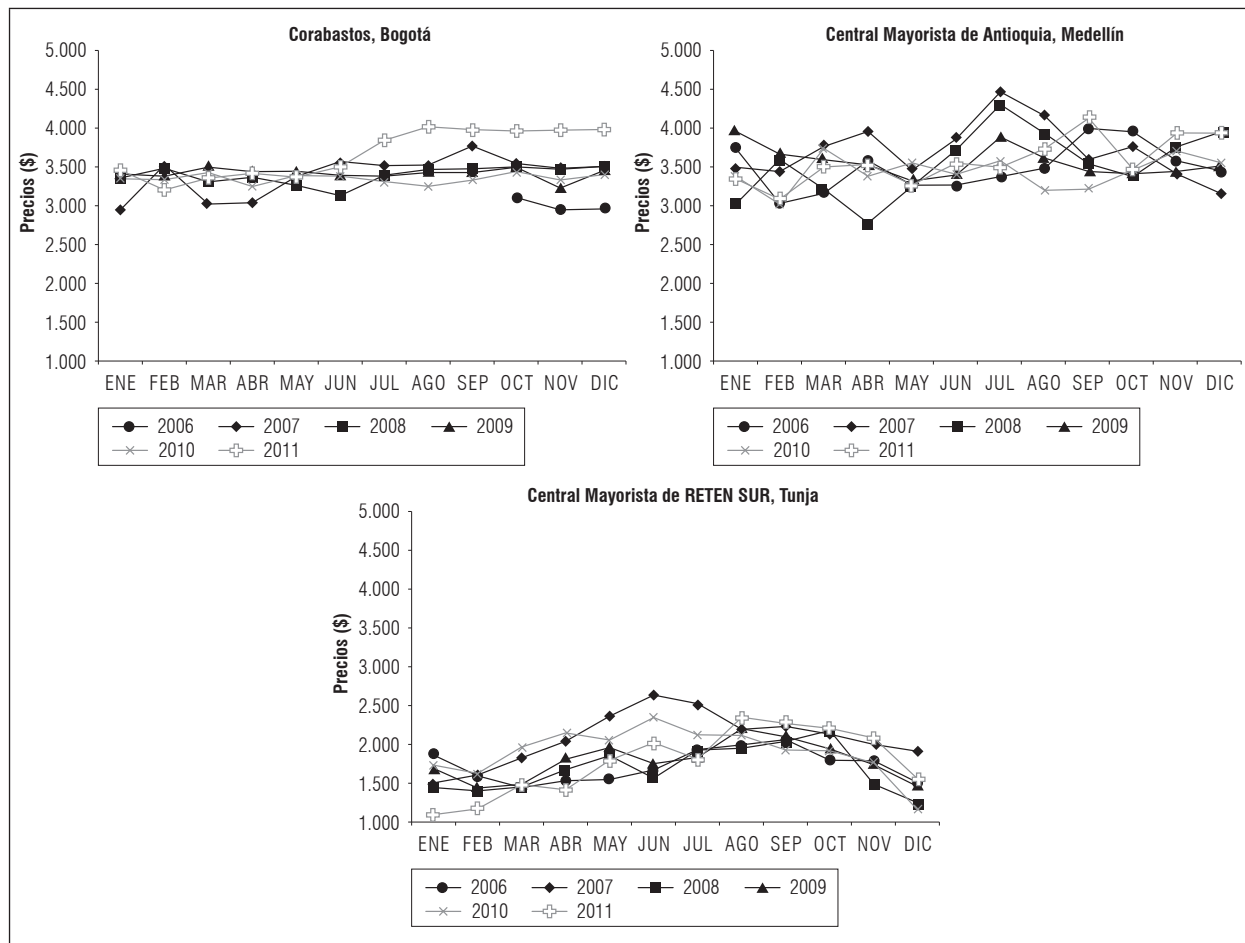 Corabastos, Bogotá
Precios ($)
5.000
4.500
4.000
3.500
3.000
2.500
2.000
1.500
1.000
ENE FEB MAR ABR MAY JUN JUL AGO SEP OCT NOV DIC
2006 2007 2008 2009
2010 2011
Central Mayorista de Antioquia, Medellín
Precios ($)
5.000
4.500
4.000
3.500
3.000
2.500
2.000
1.500
1.000
ENE FEB MAR ABR MAY JUN JUL AGO SEP OCT NOV DIC
2006 2007 2008 2009
2010 2011
Central Mayorista de RETEN SUR, Tunja
Precios ($)
5.000
4.500
4.000
3.500
3.000
2.500
2.000
1.500
1.000
ENE FEB MAR ABR MAY JUN JUL AGO SEP OCT NOV DIC
2006 2007 2008 2009
2010 2011